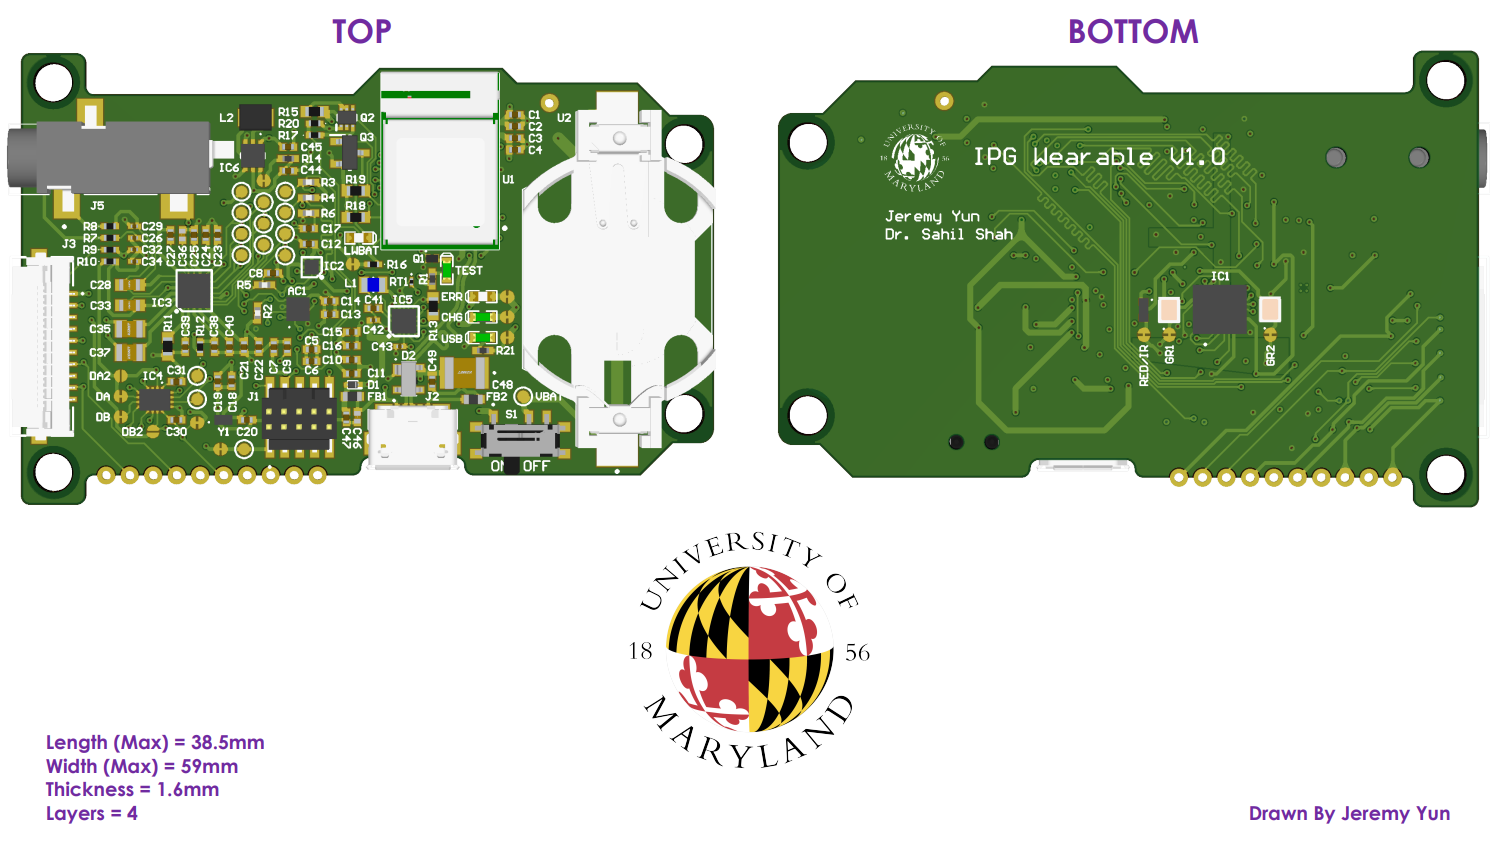 TOP
BOTTOM
L2
R15
R20
R17
Q2
Q3
C1
C2
C3
C4
U2
IC6
C45
R14
C44
U1
J5
R3
R4
R6
C17
C12
R19
R18
LWBAT
J3
R8
R7
R9
R10
C29
C26
C32
C34
C27
C36
C25
C24
C23
C8
R5
IC2
R16
L1
RT1
Q1
R1
TEST
C28
C33
C35
C37
IC3
AC1
R2
C14
C13
C41
IC5
C42
C43
R13
ERR
CHG
USB
R21
R11
C39
R12
C38
C40
C21
C22
C7
C9
C5
C6
C15
C16
C10
C11
D1
FB1
D2
C49
J2
C48
FB2
VBAT
DA2
DA
DB
DB2
IC4
C31
C30
C19
C18
Y1
C20
J1
C47
C46
S1
ON OFF
UNIVERSITY OF
18 56
MARYLAND
IPG Wearable V1.0
Jeremy Yun
Dr. Sahil Shah
IC1
RED/IR
GR1
GR2
UNIVERSITY OF
18 56
MARYLAND
Length (Max) = 38.5mm
Width (Max) = 59mm
Thickness = 1.6mm
Layers = 4
Drawn By Jeremy Yun